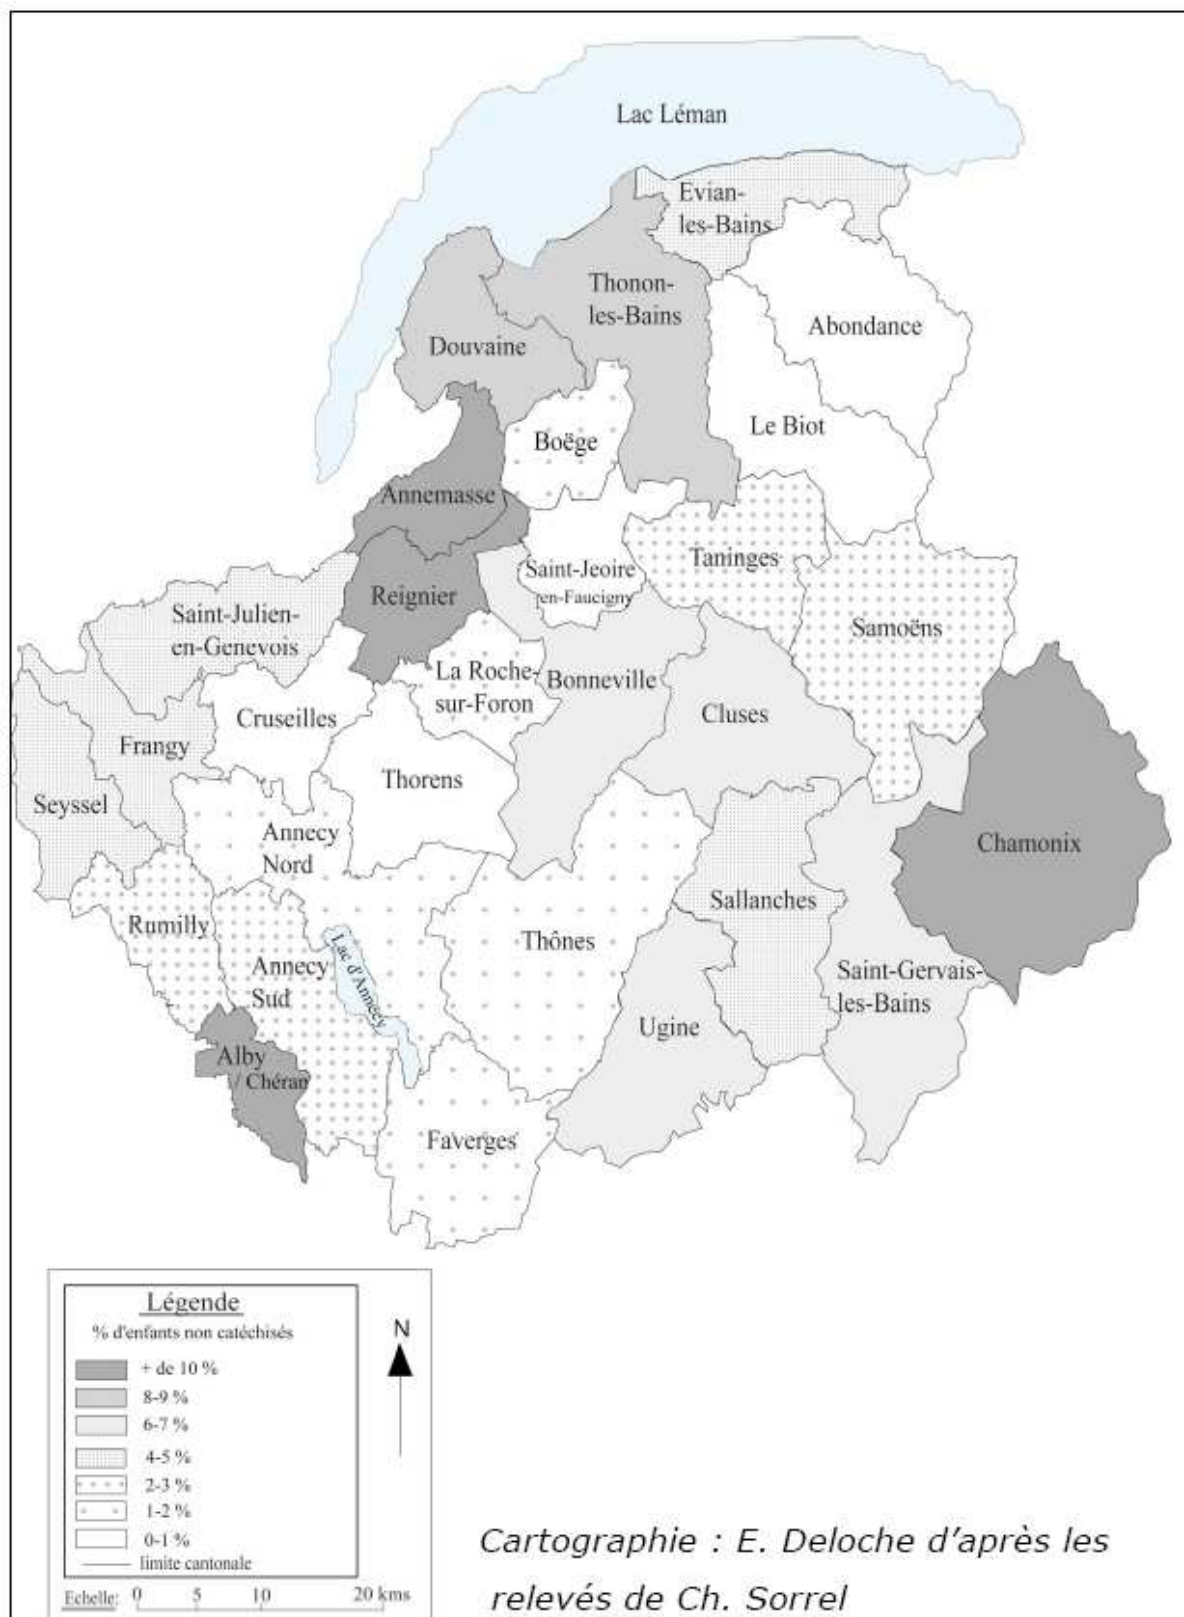 Lac Léman
Evian-
les-Bains
Thonon-
les-Bains
Abondance
Douvaine
Le Biot
Boëge
Annemasse
Taninges
Saint-Jeoire
en-Faucigny
Reignier
Saint-Julien-
en-Genevois
Samoëns
La Roche-
sur-Foron
Bonneville
Cruseilles
Cluses
Frangy
Thorens
Seyssel
Annecy
Nord
Chamonix
Sallanches
Rumilly
Thônes
Lac d'Annecy
Annecy
Sud
Saint-Gervais-
les-Bains
Ugine
Alby
/ Chéran
Faverges
Légende
% d'enfants non catéchisés
+ de 10 %
8-9 %
6-7 %
4-5 %
2-3 %
1-2 %
0-1 %
limite cantonale
Echelle: 0 5 10 20 kms
N
Cartographie : E. Deloche d'après les
relevés de Ch. Sorrel